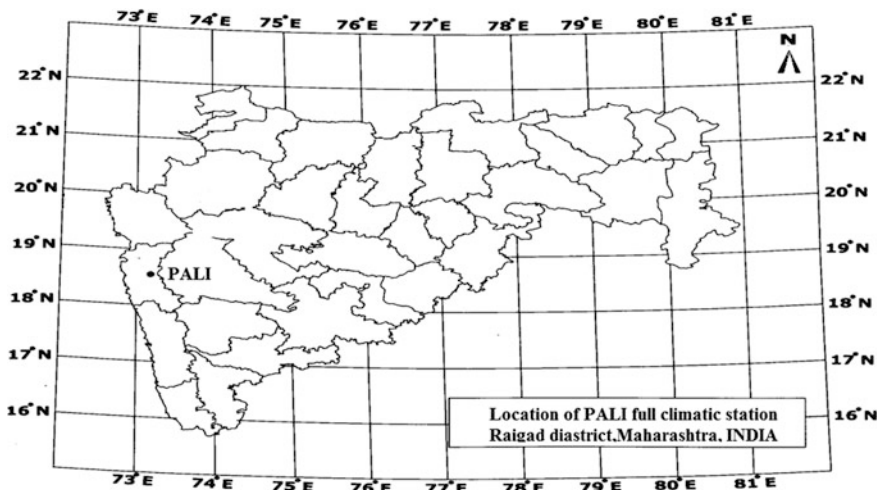 73°E 74°E 75°E 76°E 77°E 78°E 79°E 80°E 81°E
N
22°N 22°N
21°N 21°N
20°N 20°N
19°N 19°N
PALI
18°N 18°N
17°N 17°N
16°N 16°N
Location of PALI full climatic station
Raigad diastrict,Maharashtra, INDIA
73°E 74°E 75°E 76°E 77°E 78°E 79°E 80°E 81°E